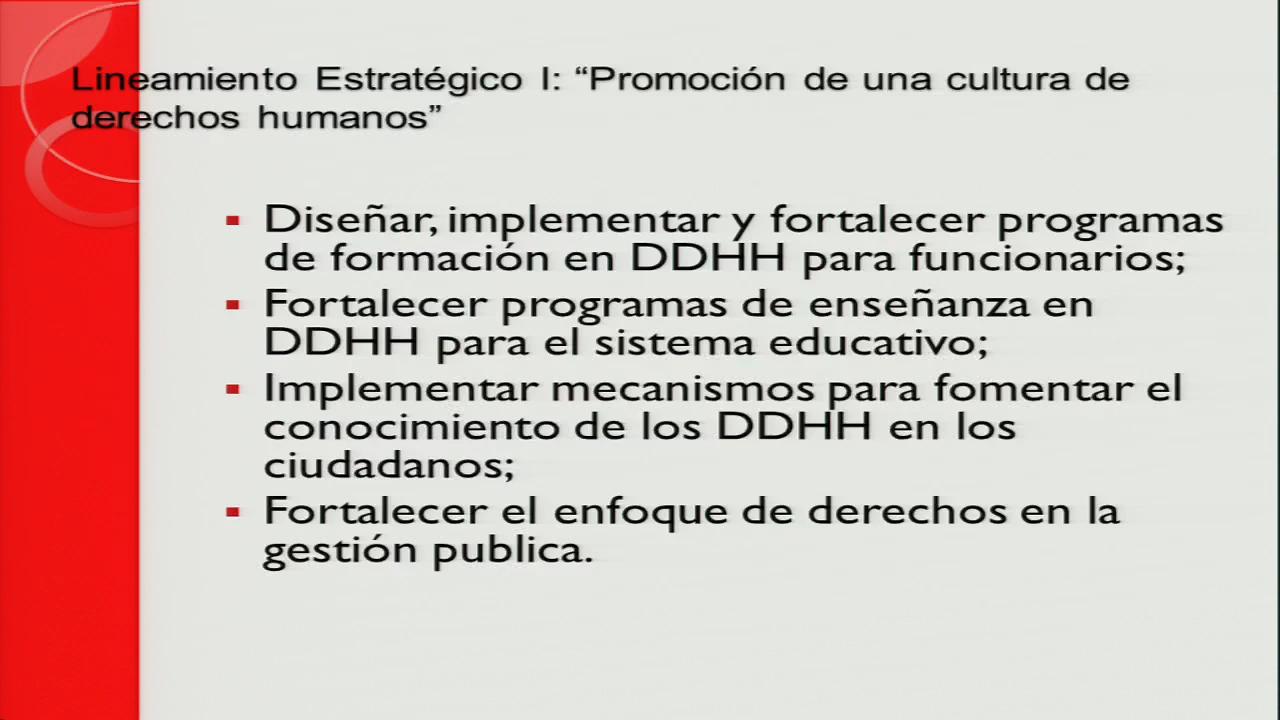 Lineamiento Estratégico I: “Promoción de una cultura de
derechos humanos”
▪ Diseñar, implementar y fortalecer programas
de formación en DDHH para funcionarios;
▪ Fortalecer programas de enseñanza en
DDHH para el sistema educativo;
▪ Implementar mecanismos para fomentar el
conocimiento de los DDHH en los
ciudadanos;
▪ Fortalecer el enfoque de derechos en la
gestión publica.